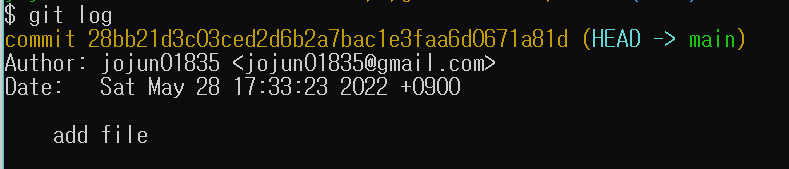 $ git log
commit 28bb21d3c03ced2d6b2a7bac1e3faa6d0671a81d (HEAD -> main)
Author: jojun01835 <jojun01835@gmail.com>
Date:   Sat May 28 17:33:23 2022 +0900
    add file